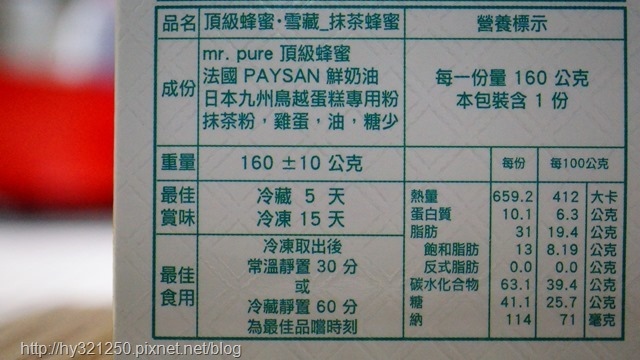 品名 頂級蜂蜜·雪藏_抹茶蜂蜜 營養標示
成份
mr. pure 頂級蜂蜜
法國 PAYSAN 鮮奶油
日本九州鳥越蛋糕專用粉
抹茶粉，雞蛋，油，糖少
每一份量 160 公克
本包裝含 1 份
重量 160 ±10 公克
每份 每100公克
最佳賞味
冷藏 5 天
冷凍 15 天
熱量 659.2 412 大卡
蛋白質 10.1 6.3 公克
脂肪 31 19.4 公克
飽和脂肪 13 8.19 公克
反式脂肪 0.0 0.0 公克
碳水化合物 63.1 39.4 公克
糖 41.1 25.7 公克
納 114 71 毫克
最佳食用
冷凍取出後
常溫靜置 30 分
或
冷藏靜置 60 分
為最佳品嚐時刻
http://hy321250.pixnet.net/blog